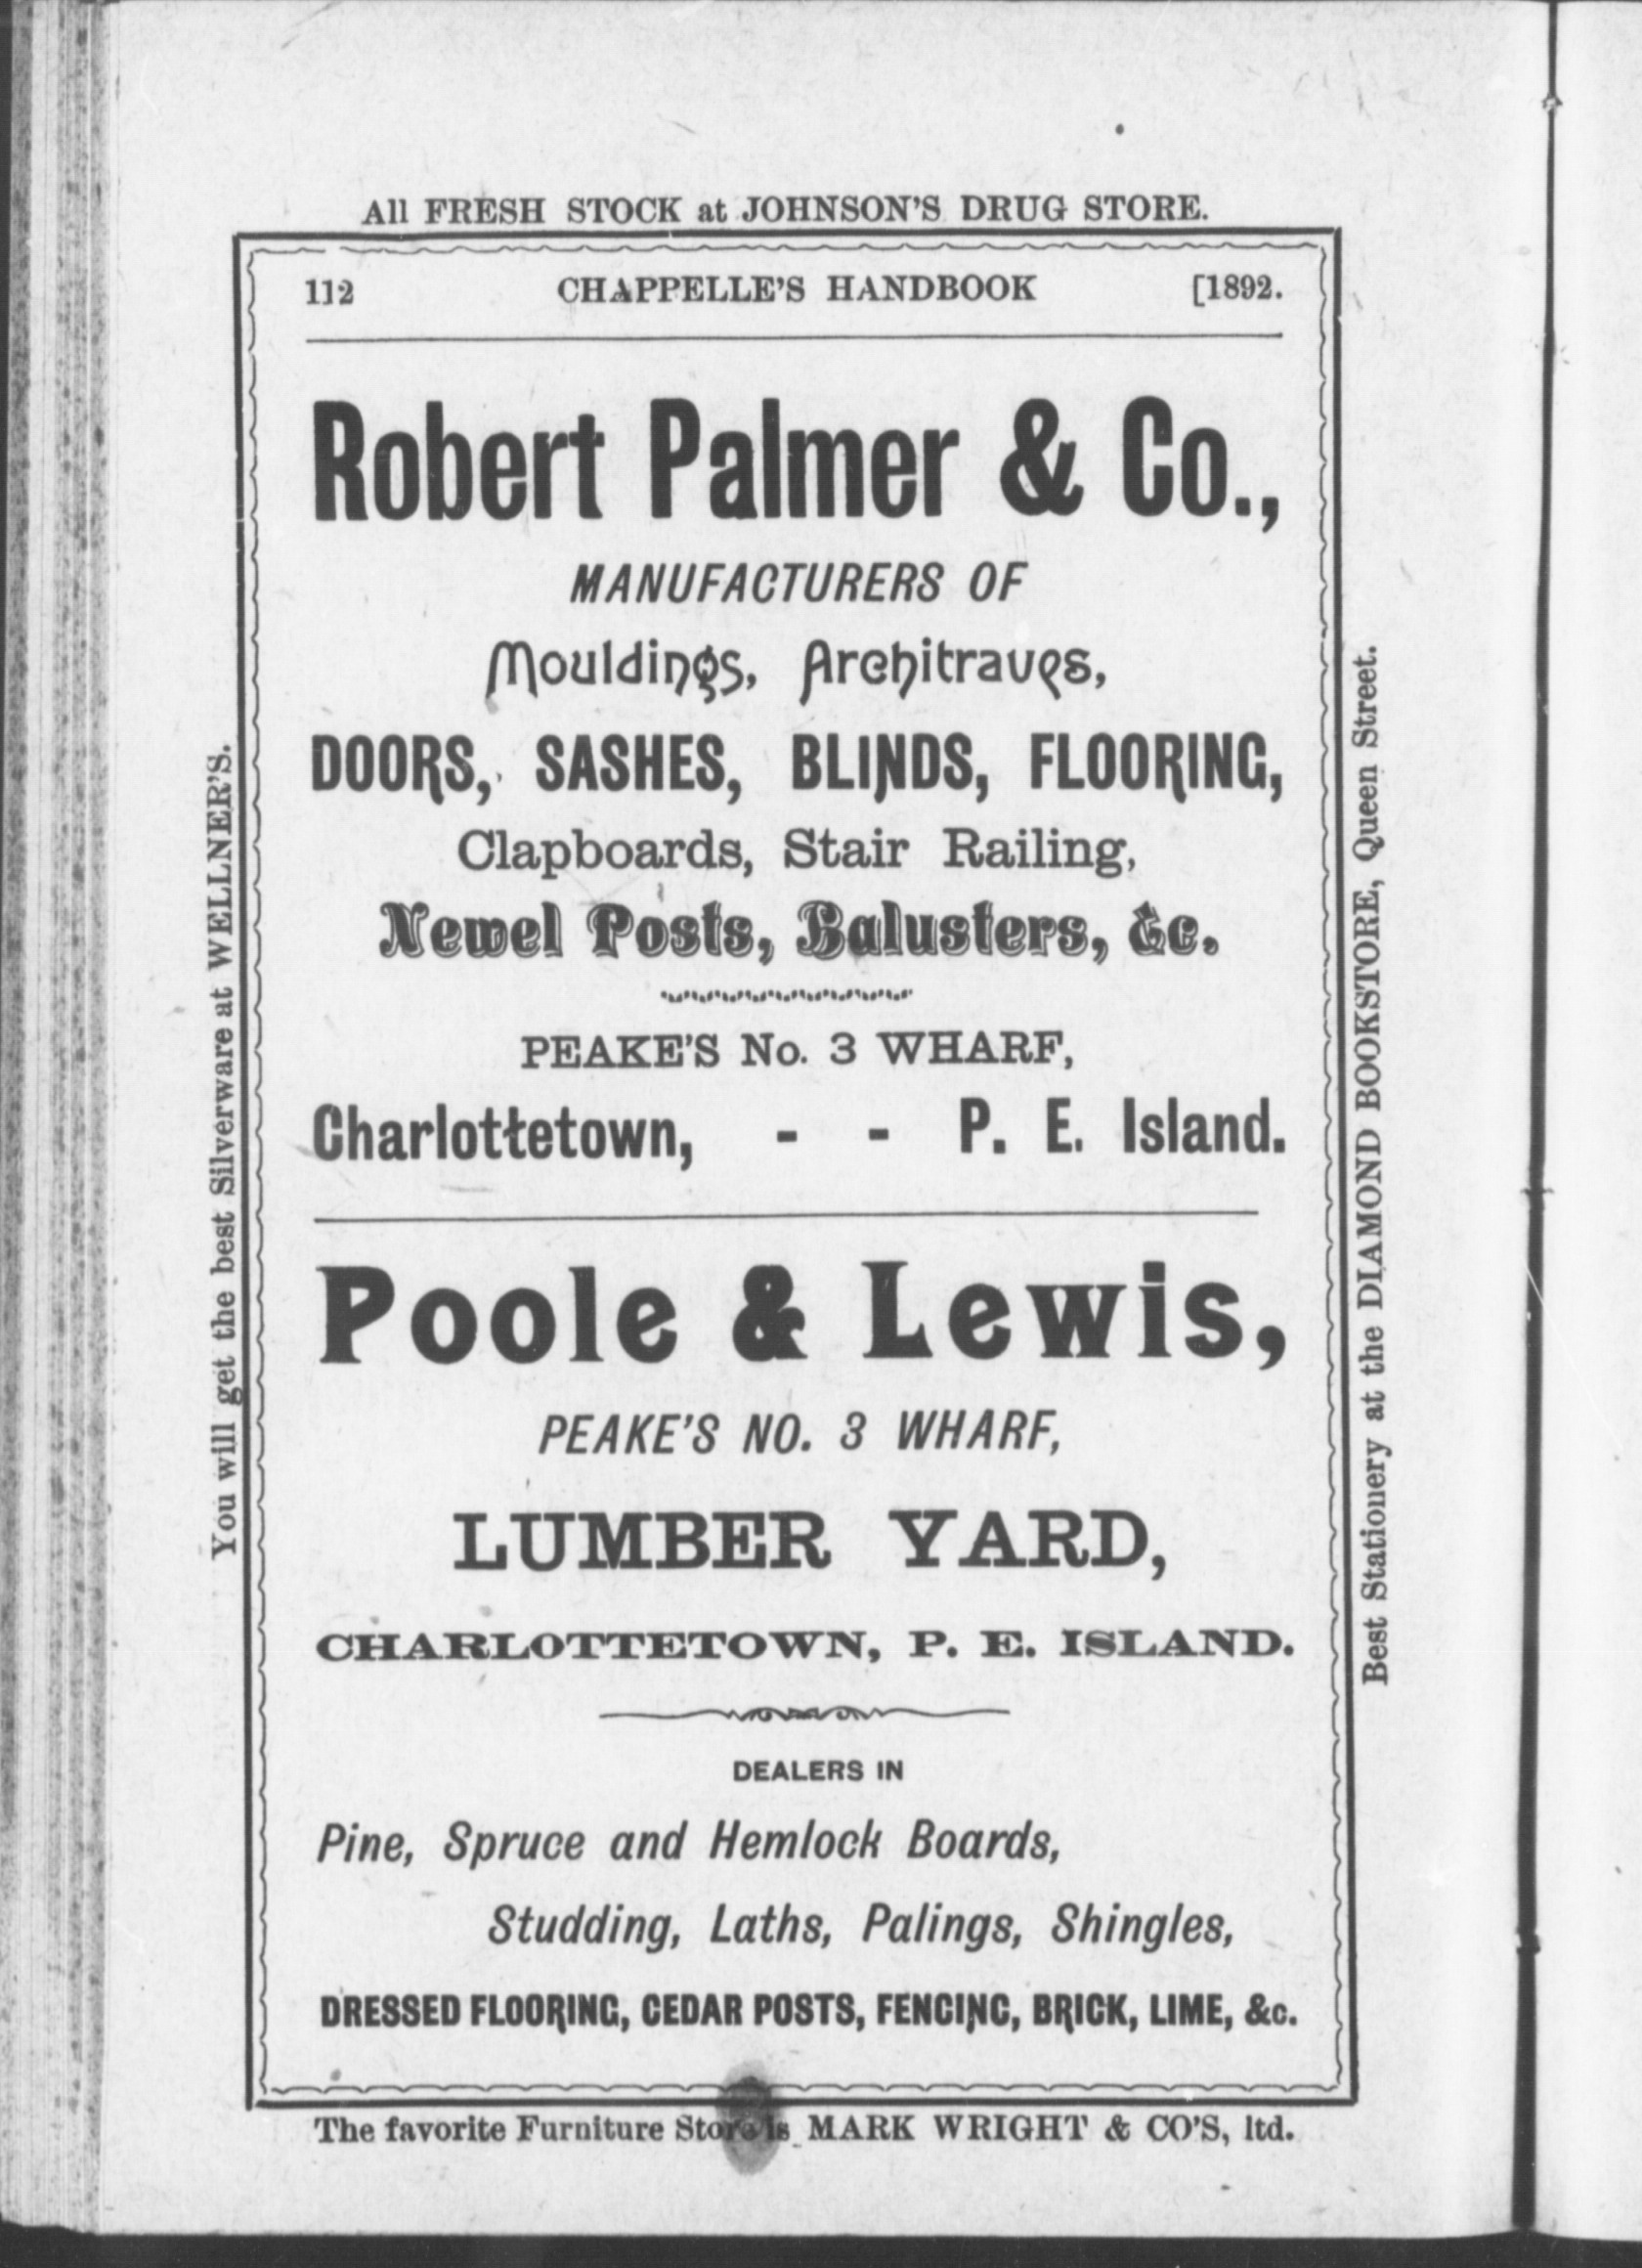 All FRESH STOCK at JOHNSON'S DRUG STORE.
112 CHAPPELLE'S HANDBOOK [1892.
Robert Palmer & Co.,
MANUFACTURERS OF
Mouldings, Architraves,
DOORS, SASHES, BLINDS, FLOORING,
Clapboards, Stair Railing,
Newel Posts, Balusters, &c.
PEAKE'S No. 3 WHARF,
Charlottetown, - - P. E. Island.
Poole & Lewis,
PEAKE'S NO. 3 WHARF,
LUMBER YARD,
CHARLOTTETOWN, P. E. ISLAND.
DEALERS IN
Pine, Spruce and Hemlock Boards,
Studding, Laths, Palings, Shingles,
DRESSED FLOORING, CEDAR POSTS, FENCING, BRICK, LIME, &c.
The favorite Furniture Store is MARK WRIGHT & CO'S, ltd.
You will get the best Silverware at WELLNER'S.
Best Stationery at the DIAMOND BOOKSTORE, Queen Street.